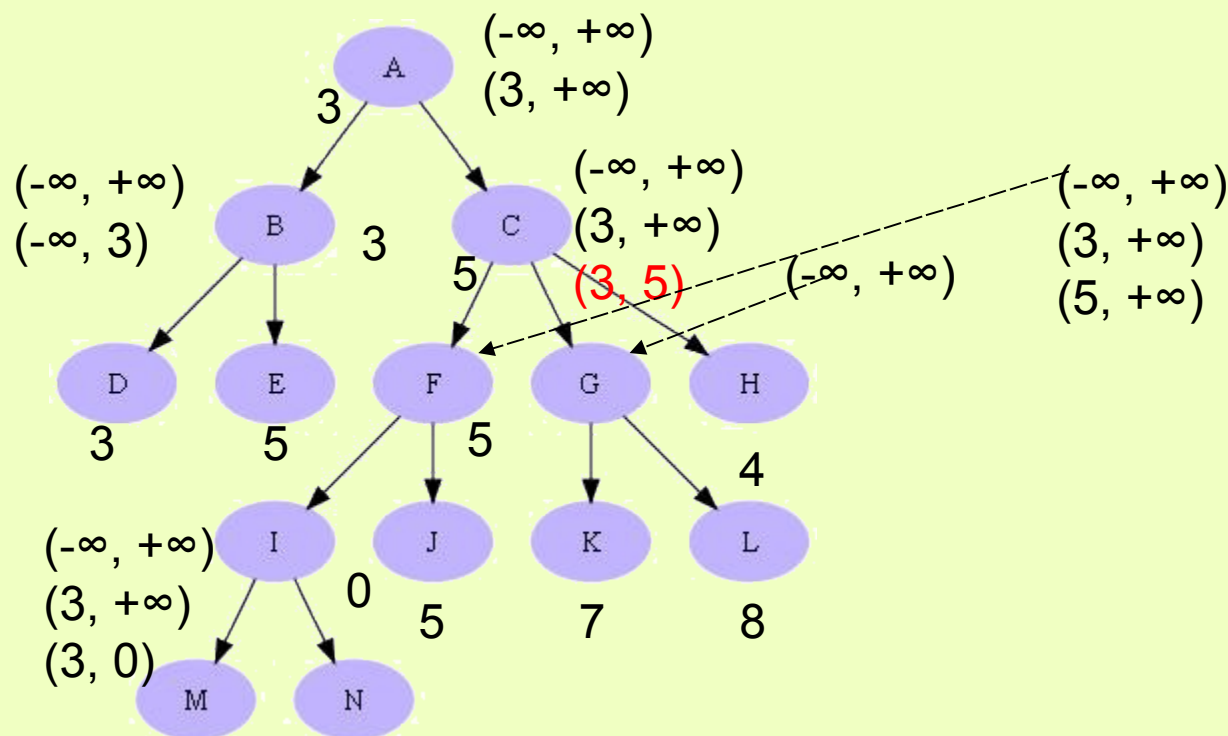 (-∞, +∞)
A
(3, +∞)
3
(-∞, +∞)
(-∞, +∞)
(-∞, +∞)
B
C
(3, +∞)
(3, +∞)
(-∞, 3)
3
5
(3, 5)
(-∞, +∞)
(5, +∞)
D
E
F
G
H
3
5
5
4
(-∞, +∞)
I
J
K
L
(3, +∞)
0
5
7
8
(3, 0)
M
N